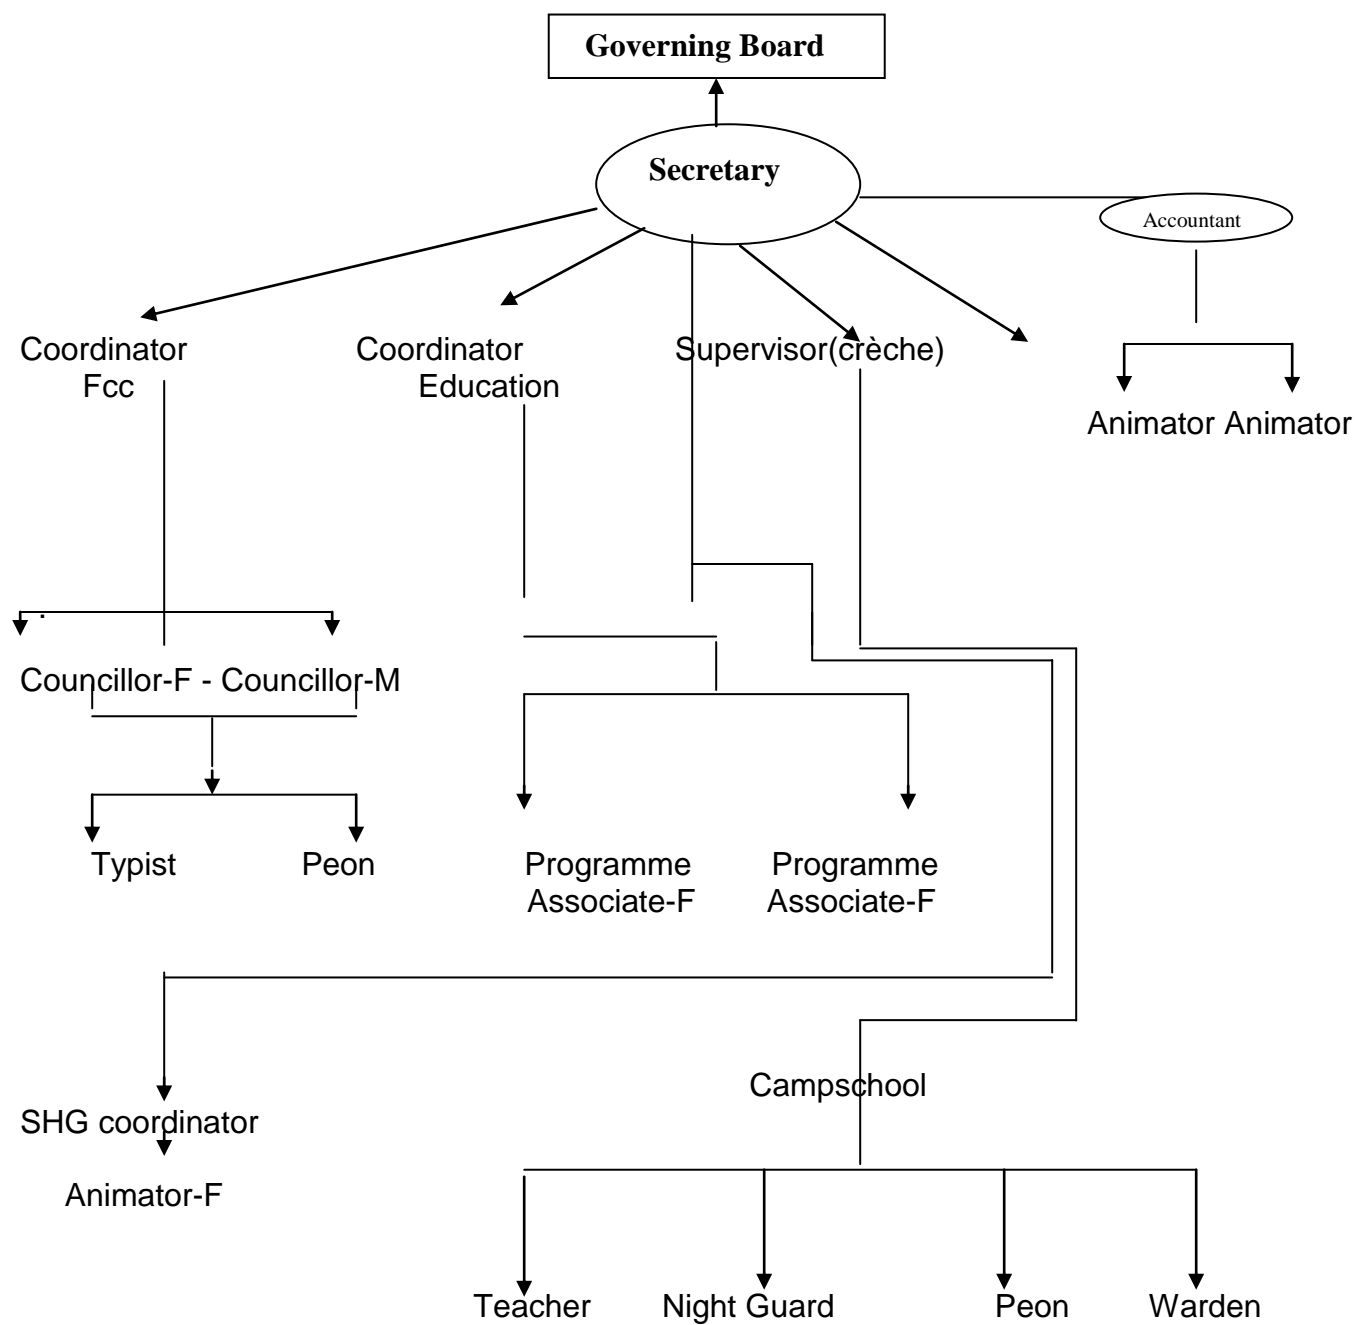 Governing Board
Secretary
Accountant
Coordinator Coordinator Supervisor(crèche)
Fcc Education
Animator Animator
.
Councillor-F - Councillor-M
Typist Peon Programme Programme
Associate-F Associate-F
Campschool
SHG coordinator
Animator-F
Teacher Night Guard Peon Warden